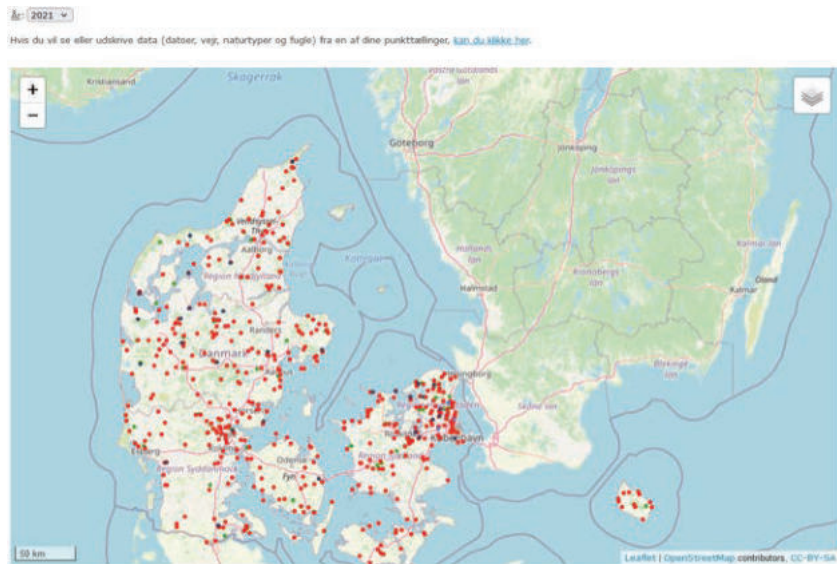 År: 2021
Hvis du vil se eller udskrive data (datoer, vejr, naturtyper og fugle) fra en af dine punkttællinger, kan du klikke her.
+
−
Skagerrak
Kristiansand
Göteborg
Jönköping
Jönköpings län
Aalborg
Region Nordjylland
Kattegat
Hallands län
Halmstad
Kronobergs län
Kalmar län
Öland
Kalmar
Randers
Danmark
Blekinge län
Skåne län
København
Esbjerg
Odense
Fyn
Region Syddanmark
50 km
Leaflet | OpenStreetMap contributors, CC-BY-SA